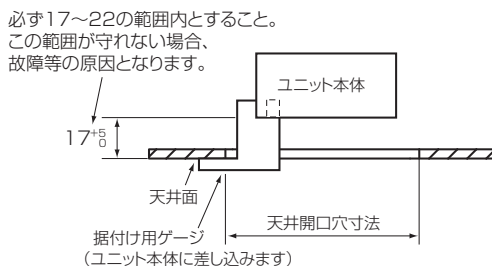 必ず17〜22の範囲内とすること。
この範囲が守れない場合、
故障等の原因となります。
ユニット本体
17+5 0
天井面
天井開口穴寸法
据付け用ゲージ
（ユニット本体に差し込みます）